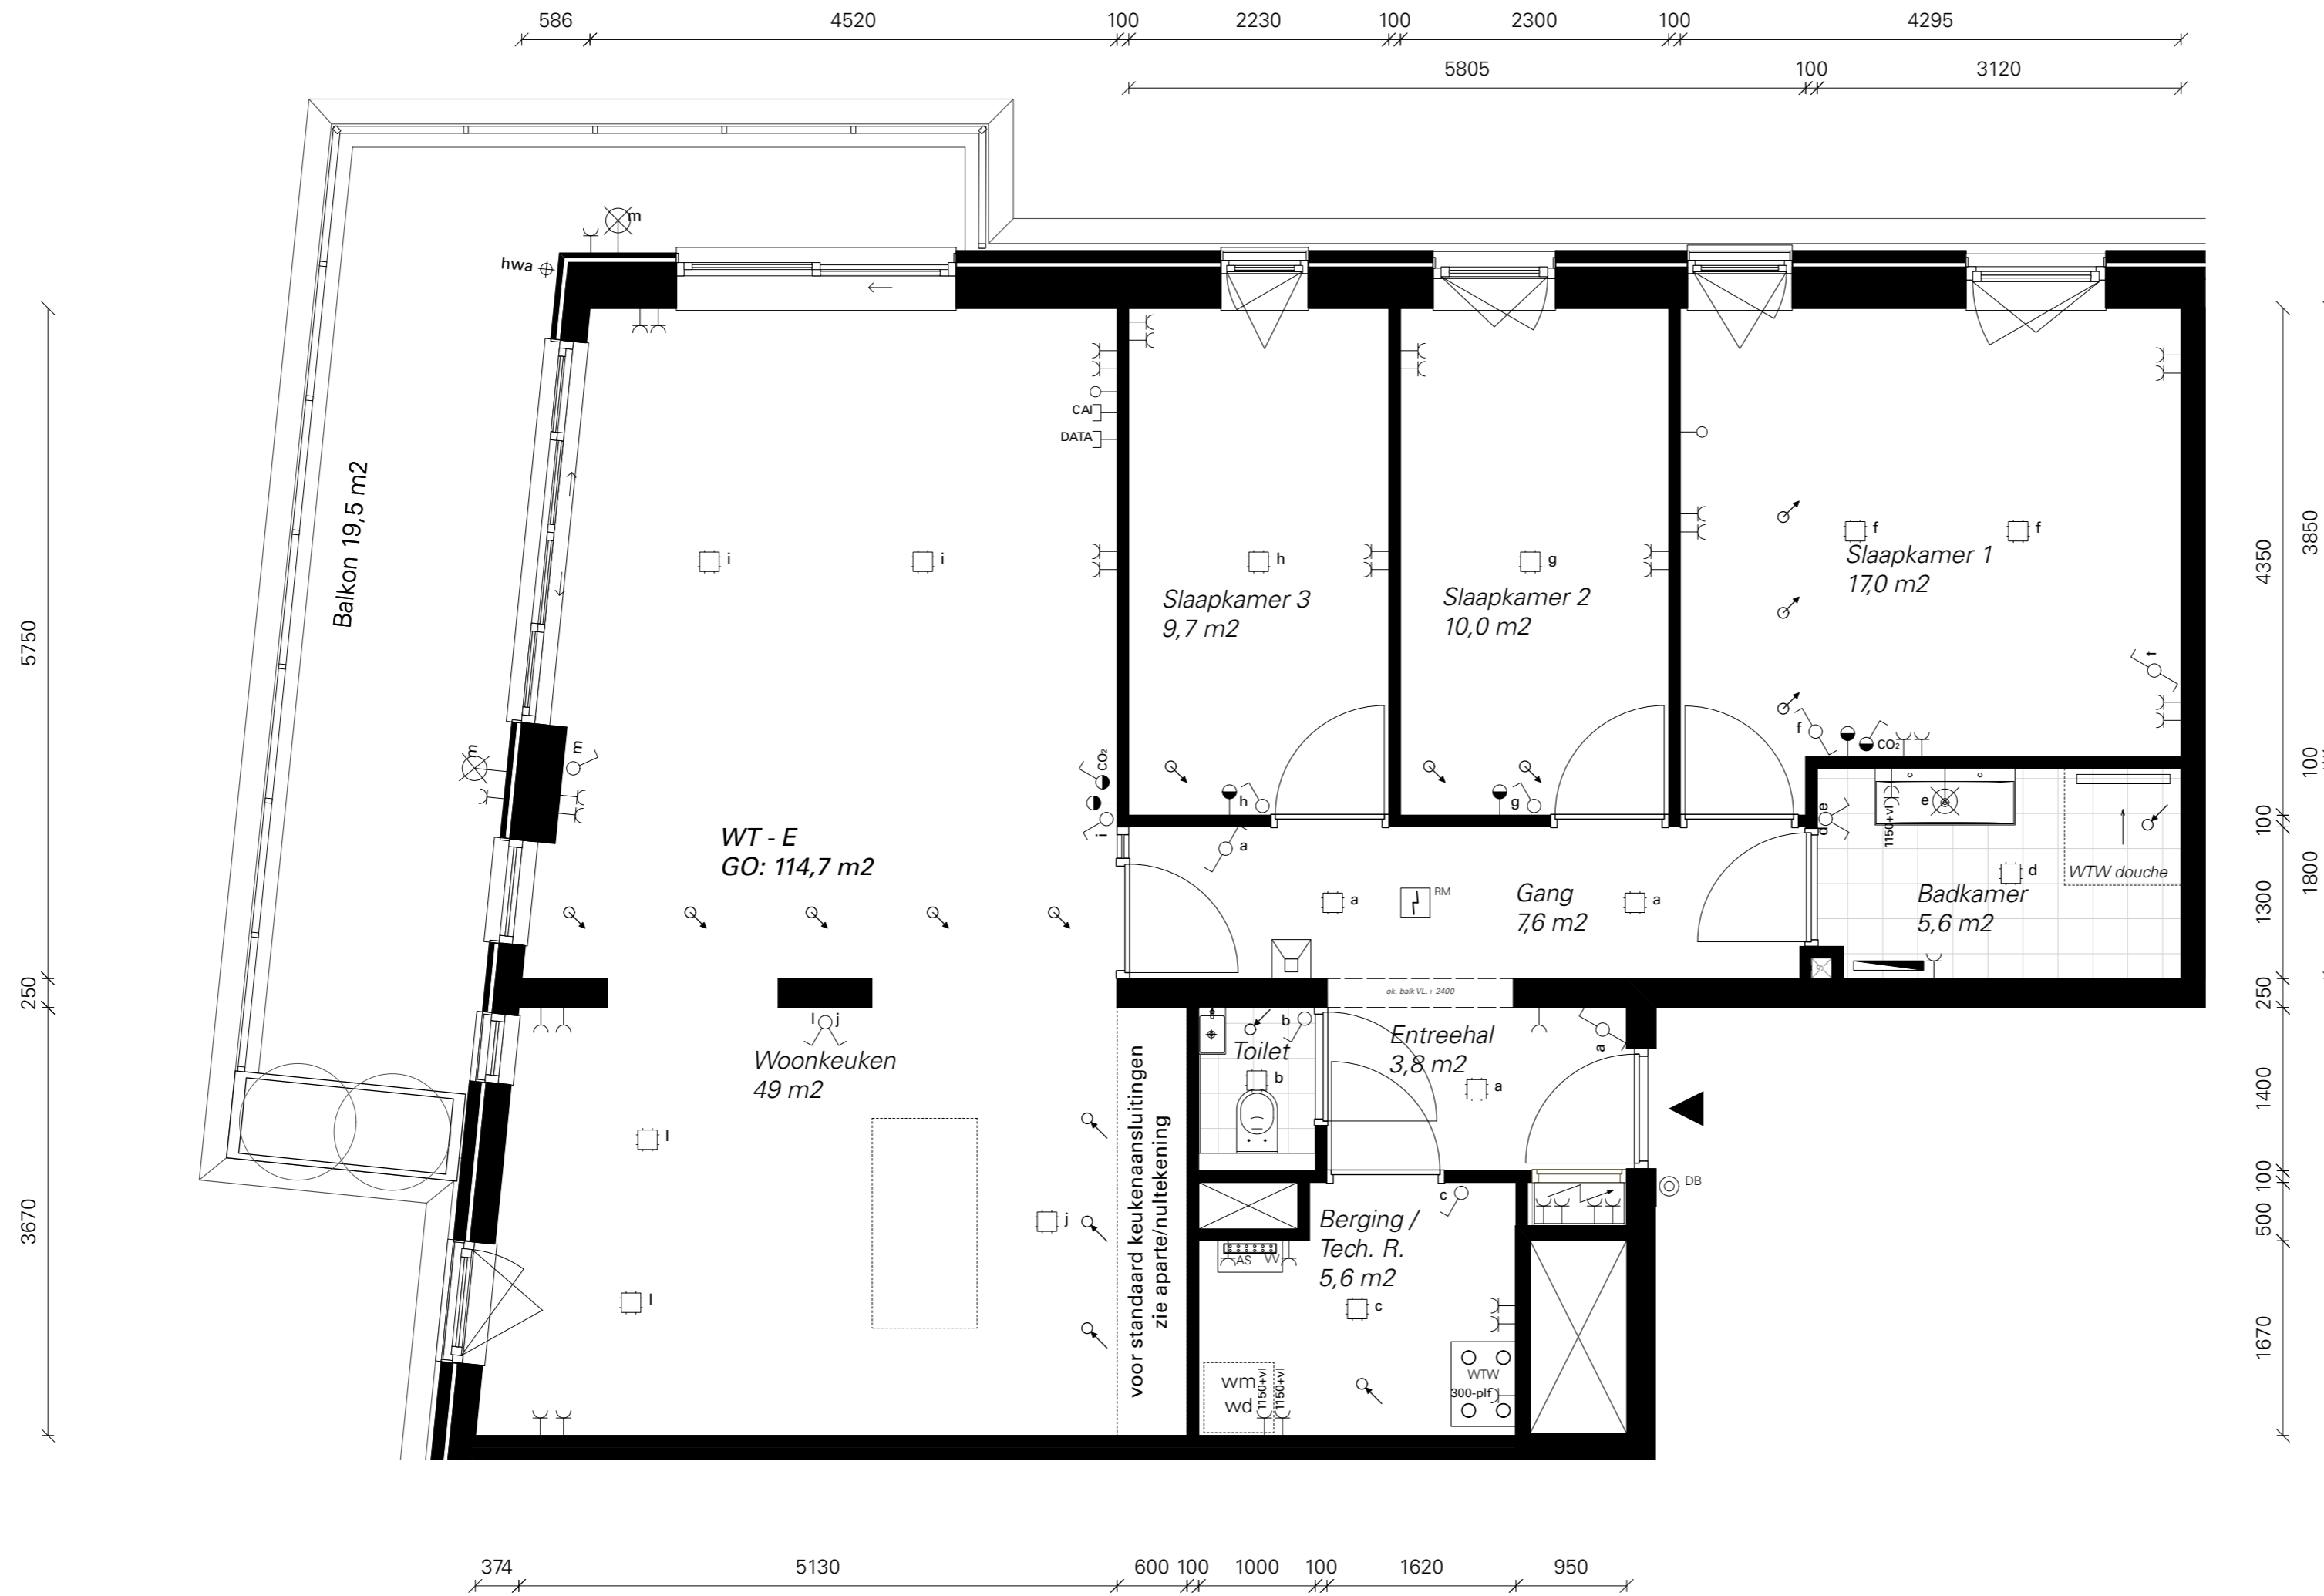 586 4520 100 2230 100 2300 100 4295
5805 100 3120
m
hwa
Balkon 19,5 m2
CAI
DATA
i
i
h
g
f
f
Slaapkamer 3
9,7 m2
Slaapkamer 2
10,0 m2
Slaapkamer 1
17,0 m2
f
f
CO₂
m
m
CO₂
i
h
g
a
WT - E
GO: 114,7 m2
a
RM
a
Gang
7,6 m2
d e
1150+vl
e
d
WTW douche
Badkamer
5,6 m2
ok. balk VL.+ 2400
l j
Woonkeuken
49 m2
l
j
l
voor standaard keukenaansluitingen
zie aparte/nultekening
b
Toilet
b
Entreehal
3,8 m2
a
a
DB
c
Berging /
Tech. R.
5,6 m2
c
AS VV
wm
wd
1150+vl
1150+vl
WTW
300-plf
5750
250
3670
4350
100
1300
250
1400
100
500
1670
3850
100
1800
374 5130 600 100 1000 100 1620 950